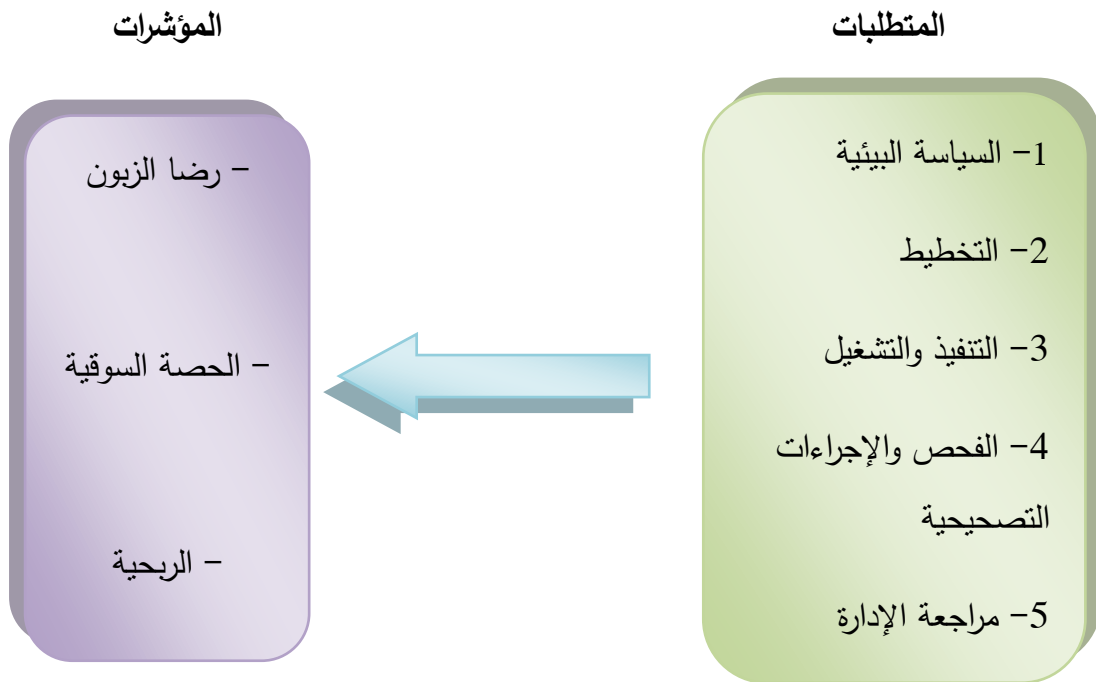 المتطلبات
1- السياسة البيئية
2- التخطيط
3- التنفيذ والتشغيل
4- الفحص والإجراءات
التصحيحية
5- مراجعة الإدارة
المؤشرات
- رضا الزبون
- الحصة السوقية
- الربحية